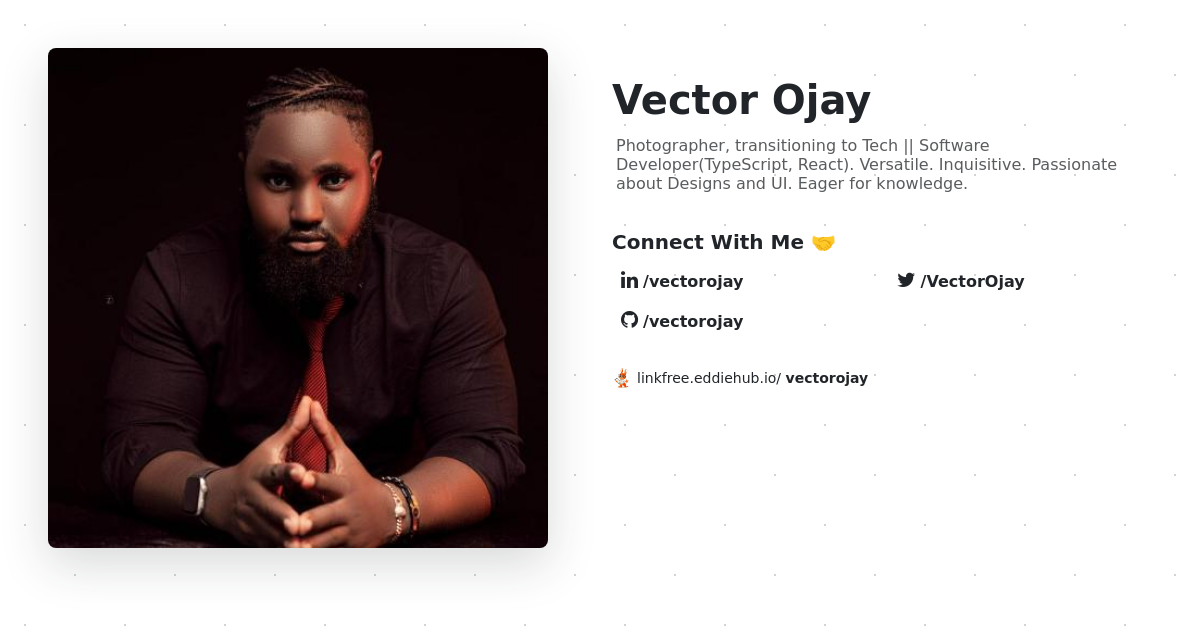 Vector Ojay
Photographer, transitioning to Tech || Software
Developer(TypeScript, React). Versatile. Inquisitive. Passionate
about Designs and UI. Eager for knowledge.
Connect With Me 🤝
/vectorojay
/VectorOjay
/vectorojay
linkfree.eddiehub.io/ vectorojay